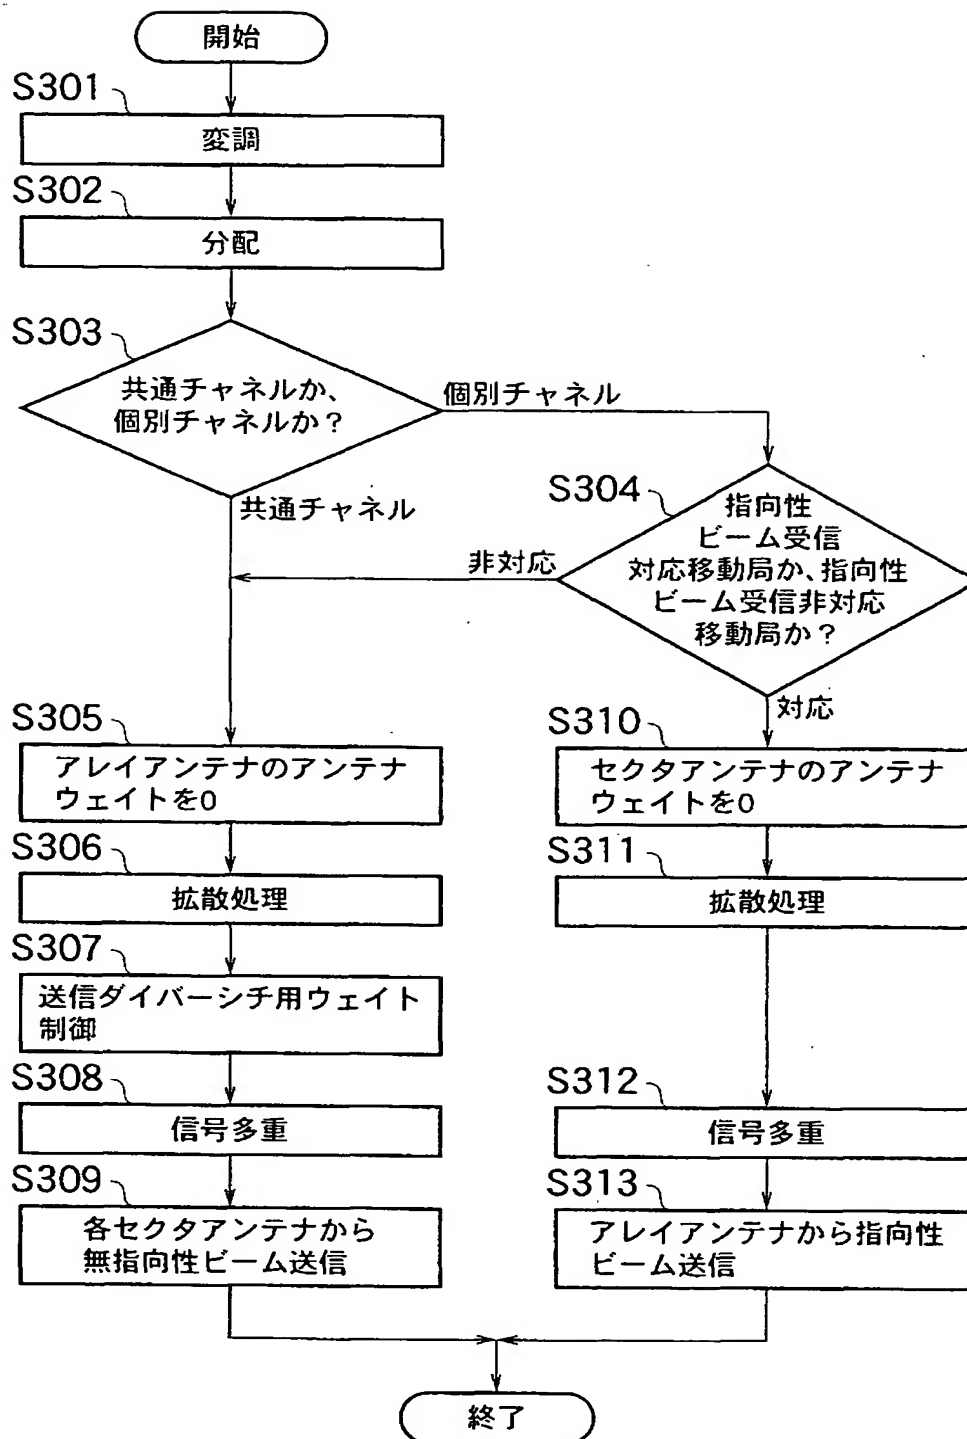 開始
S301
変調
S302
分配
S303
共通チャネルか、
個別チャネルか？
個別チャネル
共通チャネル
S304
指向性
ビーム受信
対応移動局か、指向性
ビーム受信非対応
移動局か？
非対応
対応
S305
アレイアンテナのアンテナ
ウェイトを0
S306
拡散処理
S307
送信ダイバーシチ用ウェイト
制御
S308
信号多重
S309
各セクタアンテナから
無指向性ビーム送信
S310
セクタアンテナのアンテナ
ウェイトを0
S311
拡散処理
S312
信号多重
S313
アレイアンテナから指向性
ビーム送信
終了